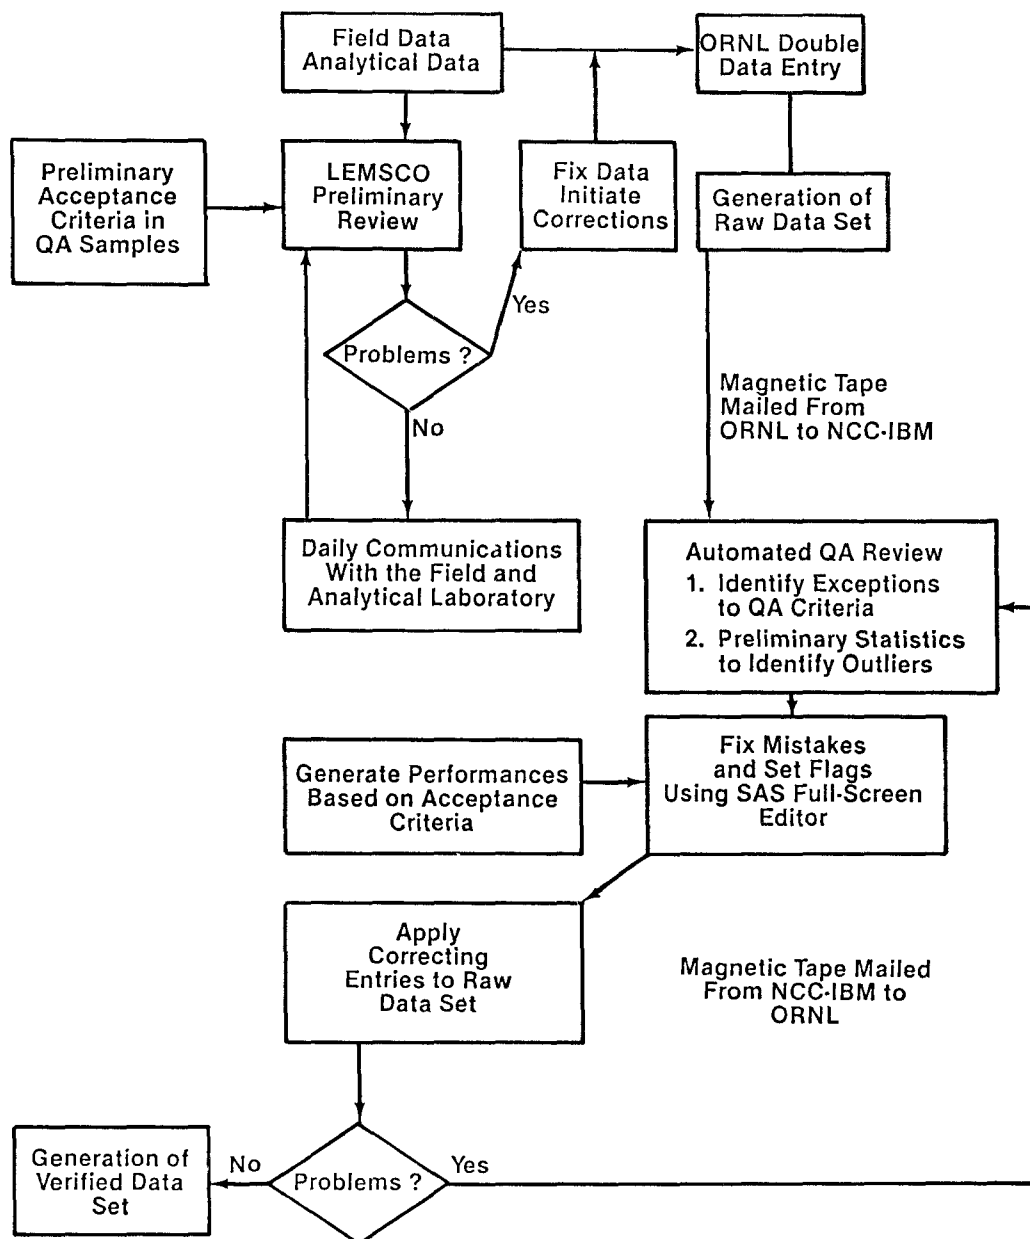 Field Data
Analytical Data
ORNL Double
Data Entry
Preliminary
Acceptance
Criteria in
QA Samples
LEMSCO
Preliminary
Review
Fix Data
Initiate
Corrections
Generation of
Raw Data Set
Yes
Problems ?
No
Magnetic Tape
Mailed From
ORNL to NCC-IBM
Daily Communications
With the Field and
Analytical Laboratory
Automated QA Review
1. Identify Exceptions
to QA Criteria
2. Preliminary Statistics
to Identify Outliers
Generate Performances
Based on Acceptance
Criteria
Fix Mistakes
and Set Flags
Using SAS Full-Screen
Editor
Apply
Correcting
Entries to Raw
Data Set
Magnetic Tape Mailed
From NCC-IBM to
ORNL
Generation of
Verified Data
Set
No
Problems ?
Yes